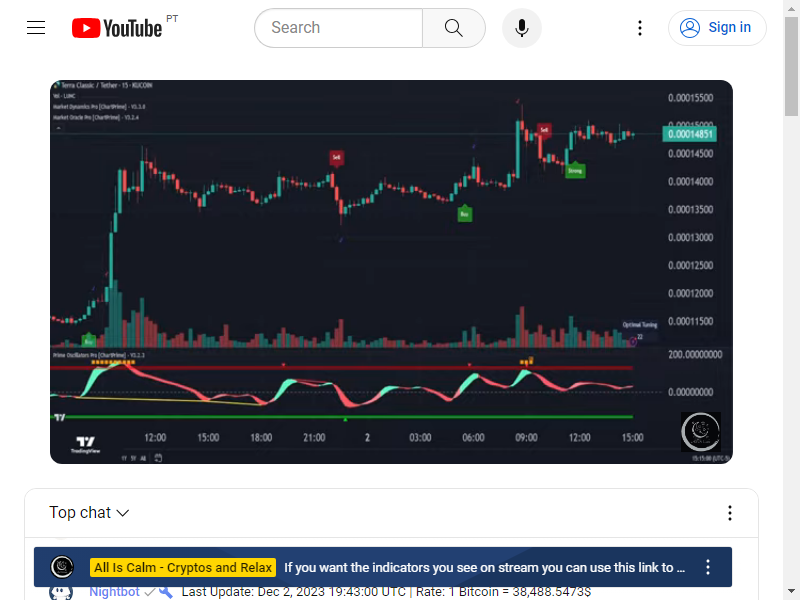 YouTube PT
Search
Sign in
Terra Classic / Tether · 15 · KUCOIN
Vol · LUNC
Market Dynamics Pro [ChartPrime] · V3.3.0
Market Oracle Pro [ChartPrime] · V3.2.4
0.00015500
0.00014851
0.00014500
0.00014000
0.00013500
0.00013000
0.00012500
0.00012000
0.00011500
Sell
Sell
Strong
Buy
Buy
Optimal Tuning
22
Prime Oscillators Pro [ChartPrime] · V3.2.3
200.00000000
0.00000000
TradingView
12:00 15:00 18:00 21:00 2 03:00 06:00 09:00 12:00 15:00
1Y 5Y All
Top chat
All Is Calm - Cryptos and Relax If you want the indicators you see on stream you can use this link to ...
Nightbot Last Update: Dec 2, 2023 19:43:00 UTC | Rate: 1 Bitcoin = 38,488.5473$